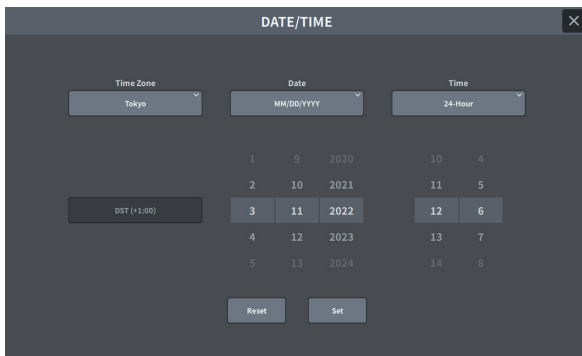 DATE/TIME
Time Zone Date Time
Tokyo MM/DD/YYYY 24-Hour
1 9 2020 10 4
2 10 2021 11 5
DST (+1:00) 3 11 2022 12 6
4 12 2023 13 7
5 13 2024 14 8
Reset Set